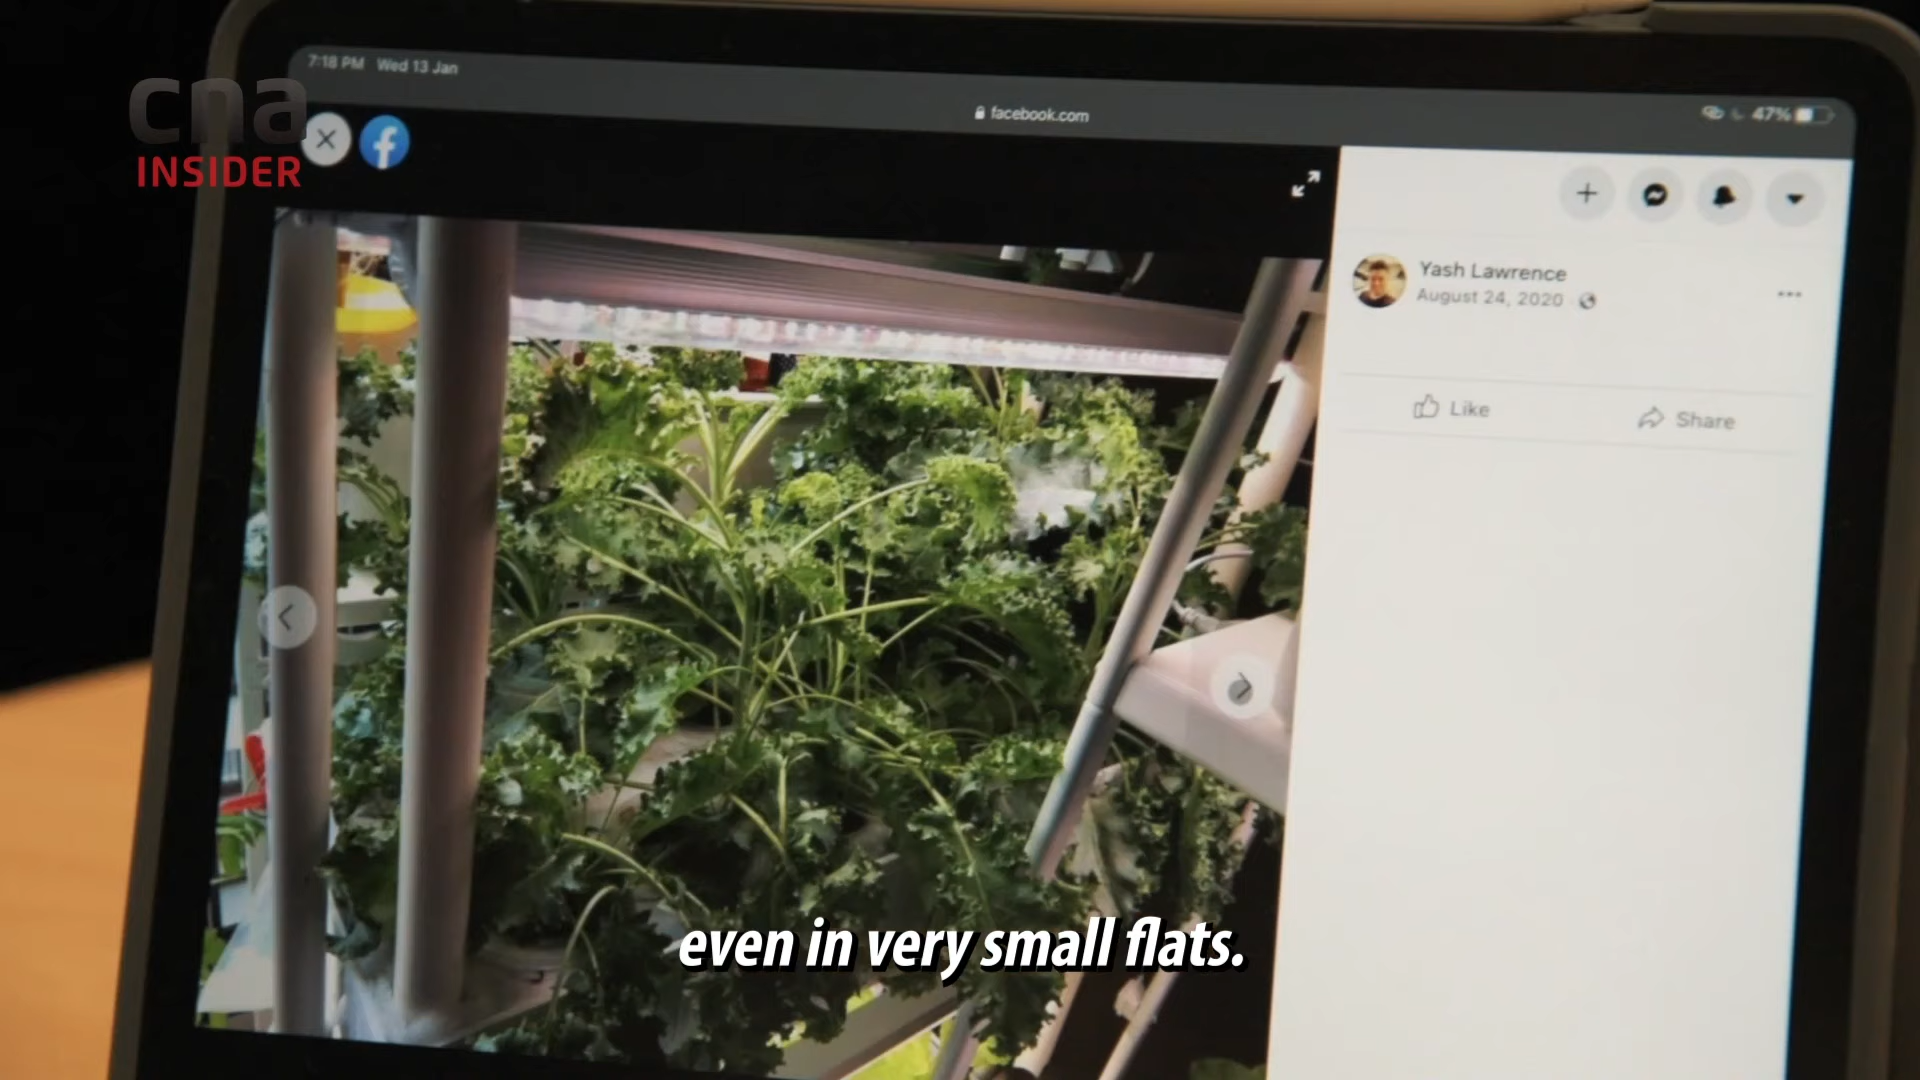 cna
INSIDER
7:18 PM Wed 13 Jan
facebook.com
47%
Yash Lawrence
August 24, 2020
Like
Share
even in very small flats.